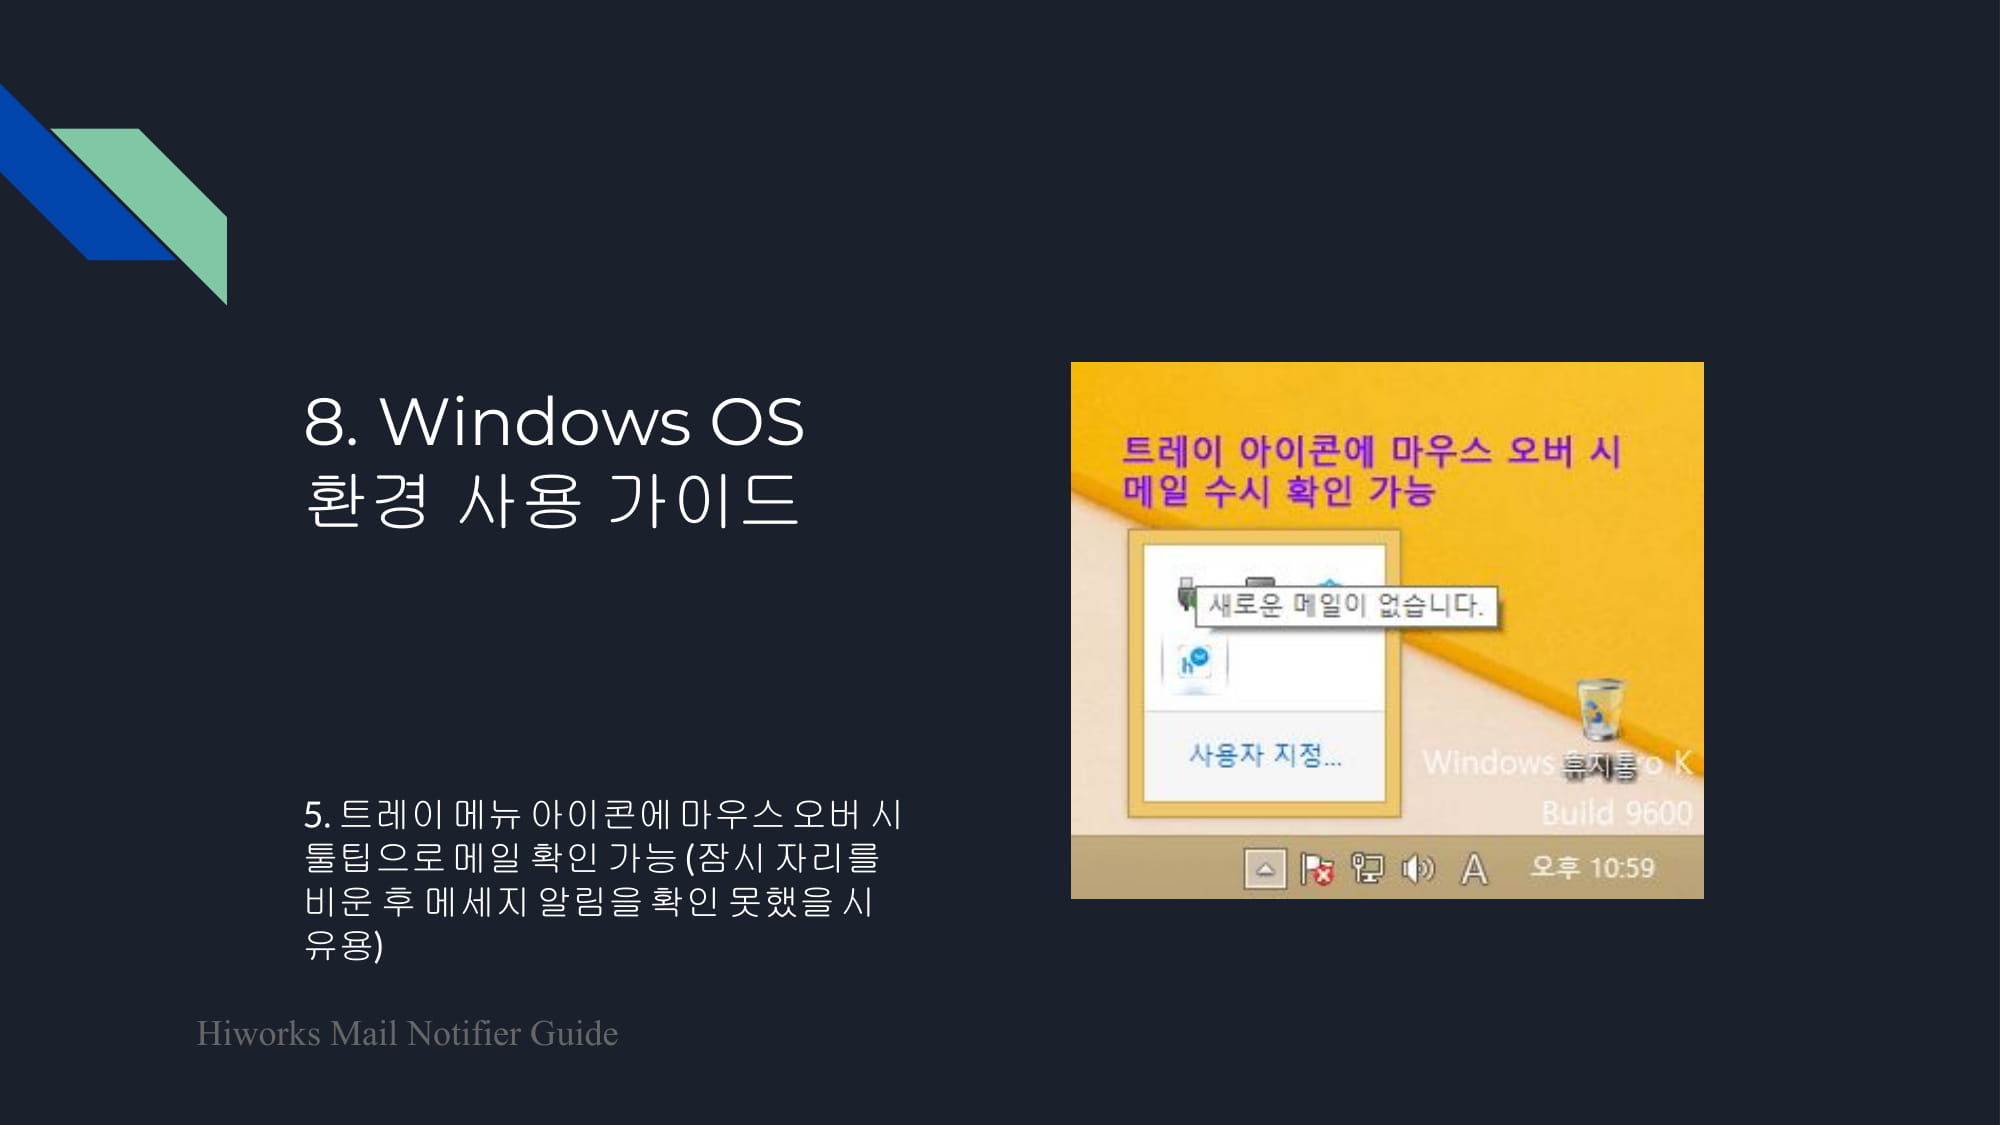 8. Windows OS
환경 사용 가이드
5. 트레이 메뉴 아이콘에 마우스 오버 시
툴팁으로 메일 확인 가능 (잠시 자리를
비운 후 메세지 알림을 확인 못했을 시
유용)
Hiworks Mail Notifier Guide
트레이 아이콘에 마우스 오버 시
메일 수시 확인 가능
새로운 메일이 없습니다.
h
사용자 지정...
휴지통
Windows o K
Build 9600
A 오후 10:59